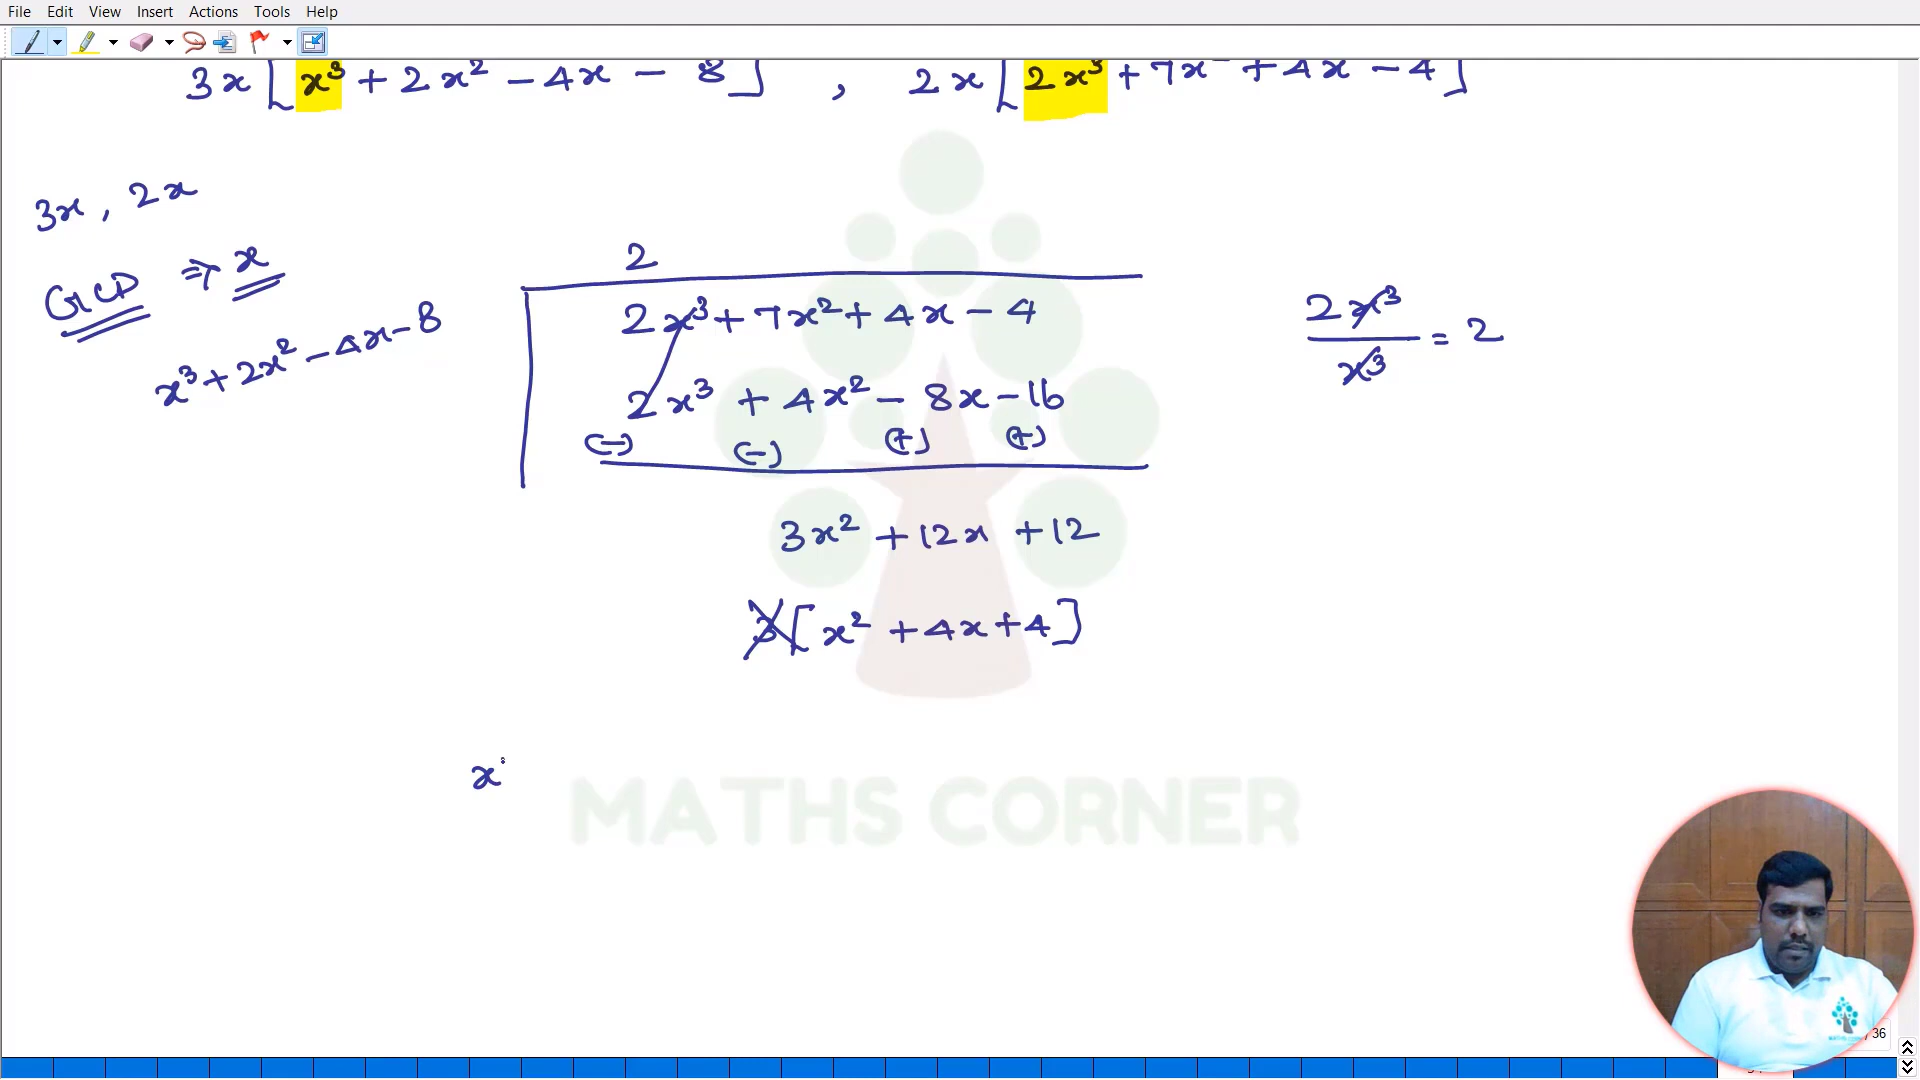 File Edit View Insert Actions Tools Help
3x [x³ + 2x² - 4x - 8] , 2x [2x³ + 7x² + 4x - 4]
3x , 2x
GCD ⇒ x
x³ + 2x² - 4x - 8
2
2x³ + 7x² + 4x - 4
2x³ + 4x² - 8x - 16
(-) (-) (+) (+)
3x² + 12x + 12
3 [x² + 4x + 4]
2x³ / x³ = 2
x
MATHS CORNER
36